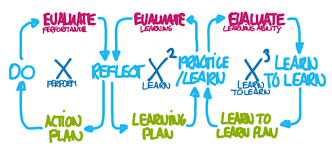 EVALUATE
PERFORMANCE
EVALUATE
LEARNING
EVALUATE
LEARNING ABILITY
DO
X
PERFORM
REFLECT
X²
LEARN
PRACTICE
/LEARN
X³
LEARN
TO LEARN
LEARN
TO LEARN
ACTION
PLAN
LEARNING
PLAN
LEARN TO
LEARN PLAN